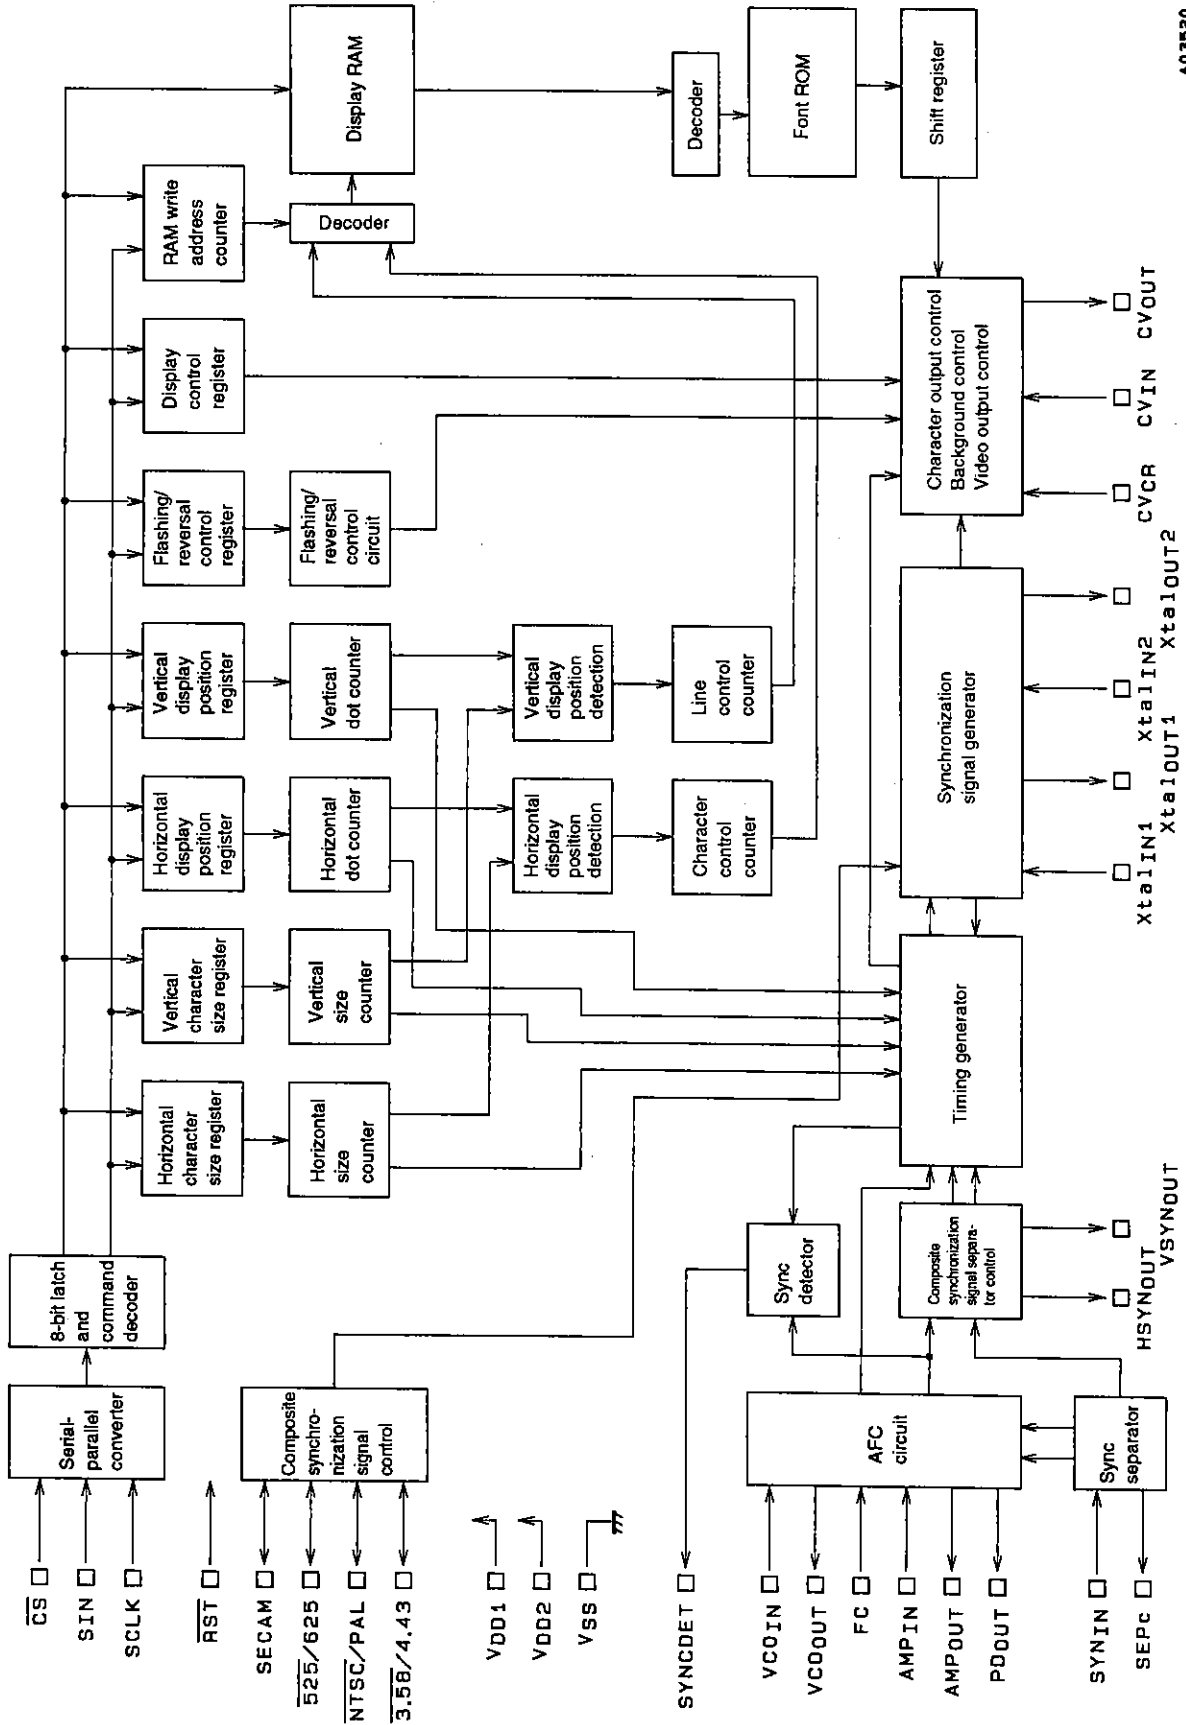 CS
SIN
SCLK
RST
SECAM
525/625
NTSC/PAL
3.58/4.43
VDD1
VDD2
VSS
SYNCDET
VCOIN
VCOOUT
FC
AMPIN
AMPOUT
PDOUT
SYNIN
SEPC
Serial-
parallel
converter
8-bit latch
and
command
decoder
Composite
synchro-
nization
signal
control
AFC
circuit
Sync
separator
Sync
detector
Composite
synchronization
signal separa-
tor control
HSYNOUT
VSYNOUT
Horizontal
character
size register
Vertical
character
size register
Horizontal
display
position
register
Vertical
display
position
register
Flashing/
reversal
control
register
Display
control
register
RAM write
address
counter
Horizontal
size
counter
Vertical
size
counter
Horizontal
dot counter
Vertical
dot counter
Flashing/
reversal
control
circuit
Decoder
Display RAM
Horizontal
display
position
detection
Vertical
display
position
detection
Character
control
counter
Line
control
counter
Decoder
Font ROM
Shift register
Timing generator
Synchronization
signal generator
Character output control
Background control
Video output control
XtalIN1
XtalOUT1
XtalIN2
XtalOUT2
CVCR
CVIN
CVOUT